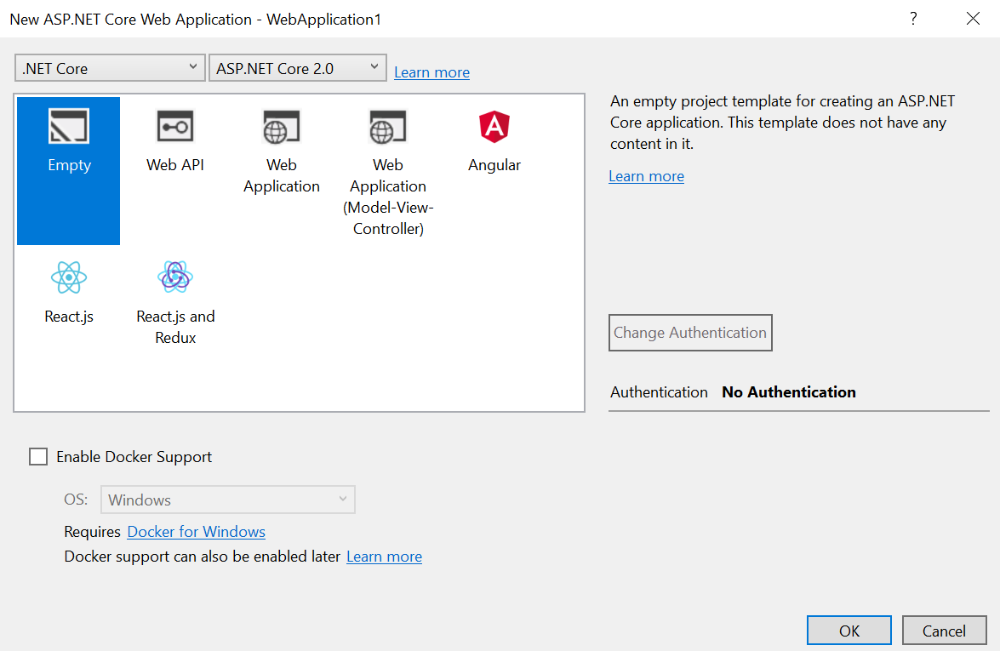 New ASP.NET Core Web Application - WebApplication1
?
.NET Core
ASP.NET Core 2.0
Learn more
Empty
Web API
Web
Application
Web
Application
(Model-View-
Controller)
Angular
React.js
React.js and
Redux
An empty project template for creating an ASP.NET
Core application. This template does not have any
content in it.
Learn more
Change Authentication
Authentication No Authentication
Enable Docker Support
OS: Windows
Requires Docker for Windows
Docker support can also be enabled later Learn more
OK
Cancel